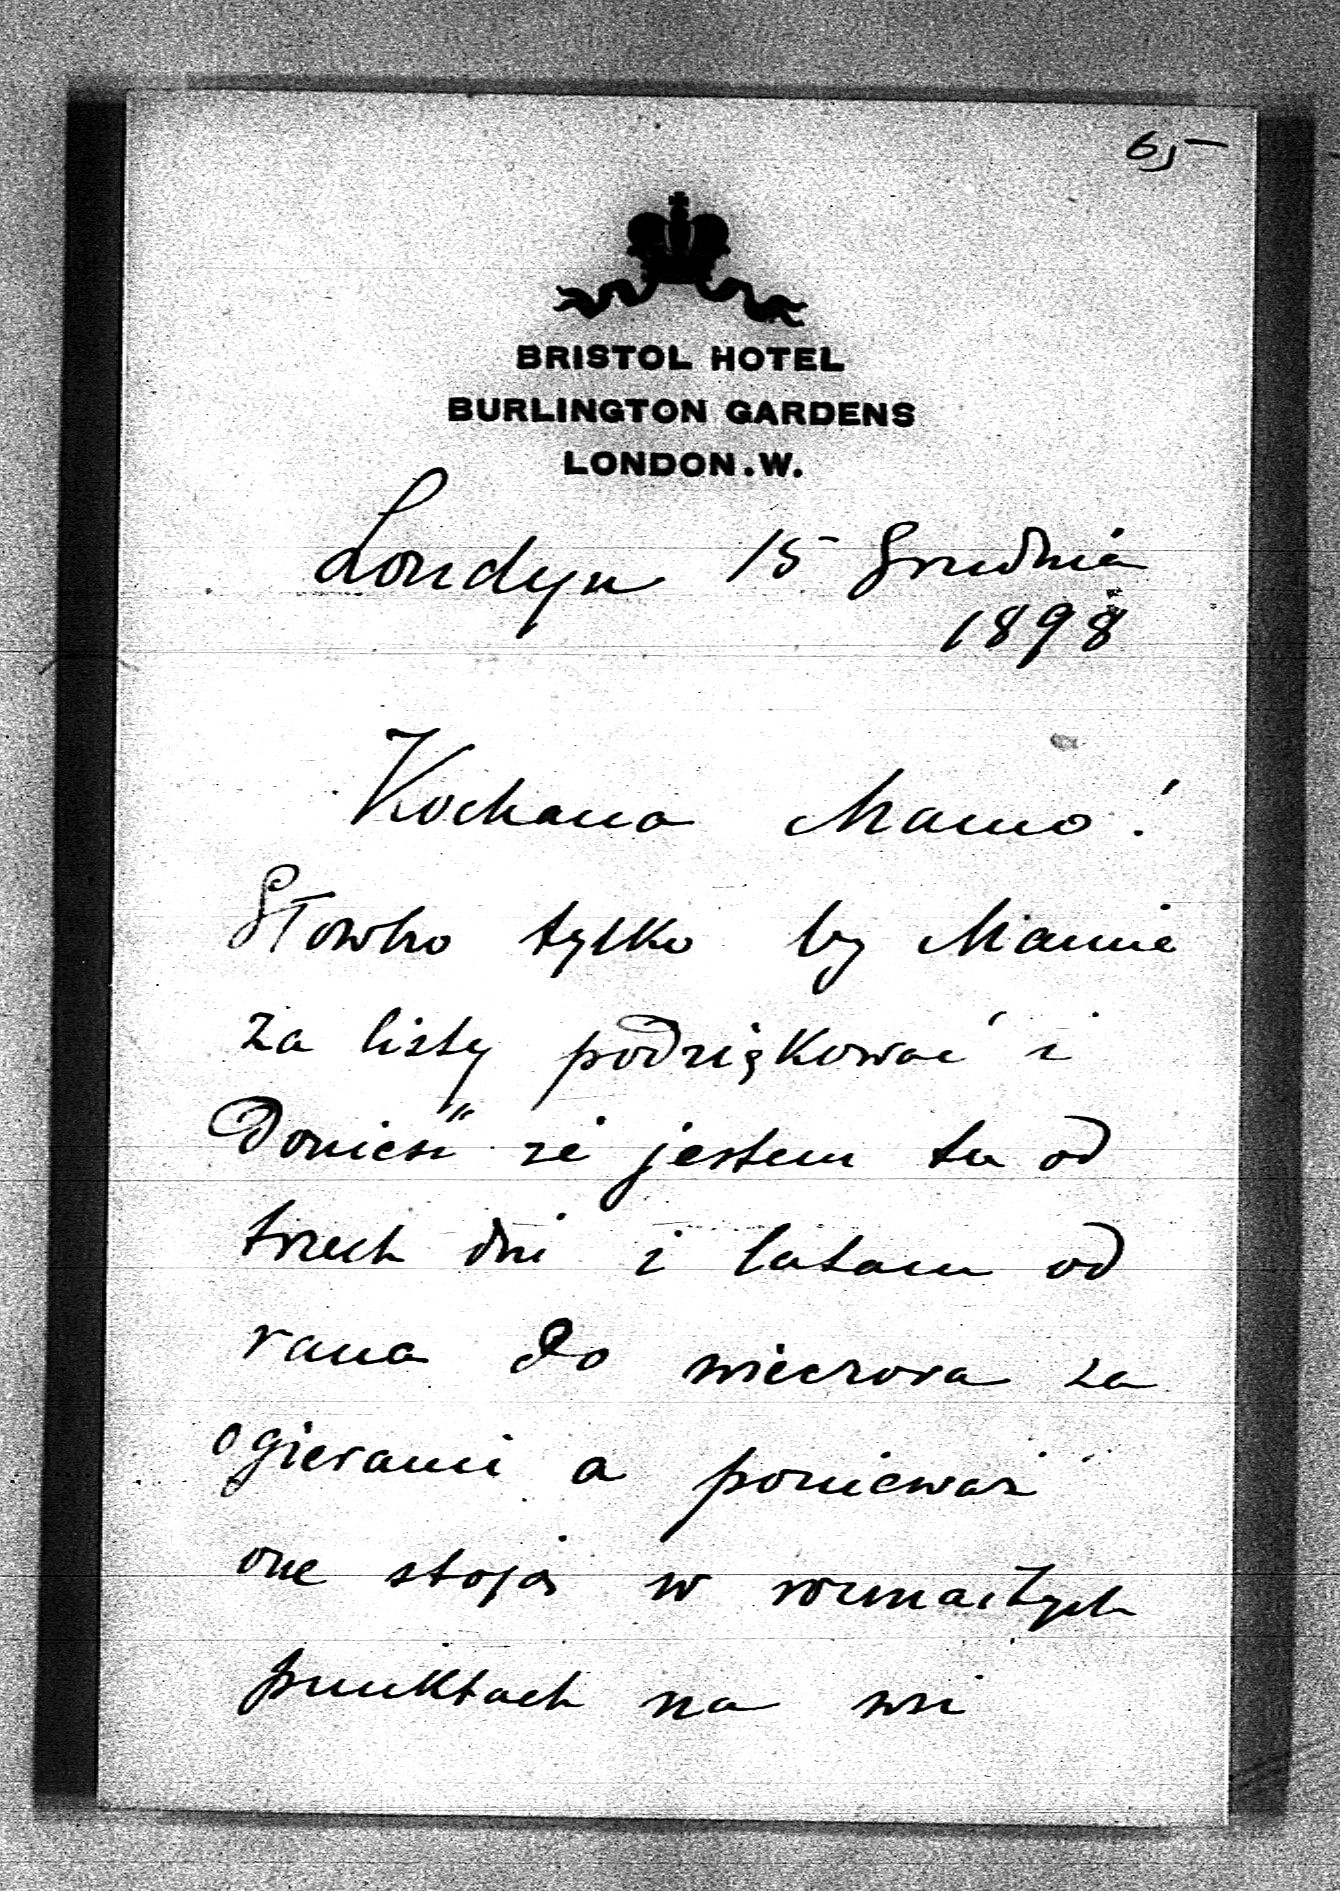 65
BRISTOL HOTEL
BURLINGTON GARDENS
LONDON.W.
Londyn 15 Grudnia
1898
Kochana Mamo!
Słowko tylko by Mamie
za listy podziękować i
Donieść że jestem tu od
trzech dni i latam od
rana do wieczora za
ogierami a ponieważ
one stoją w rozmaitych
punktach na wsi